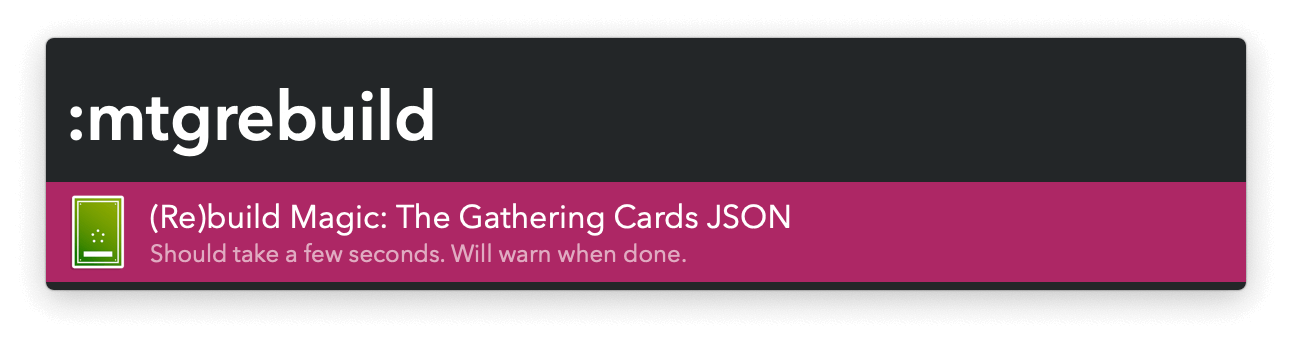 :mtgrebuild
(Re)build Magic: The Gathering Cards JSON
Should take a few seconds. Will warn when done.